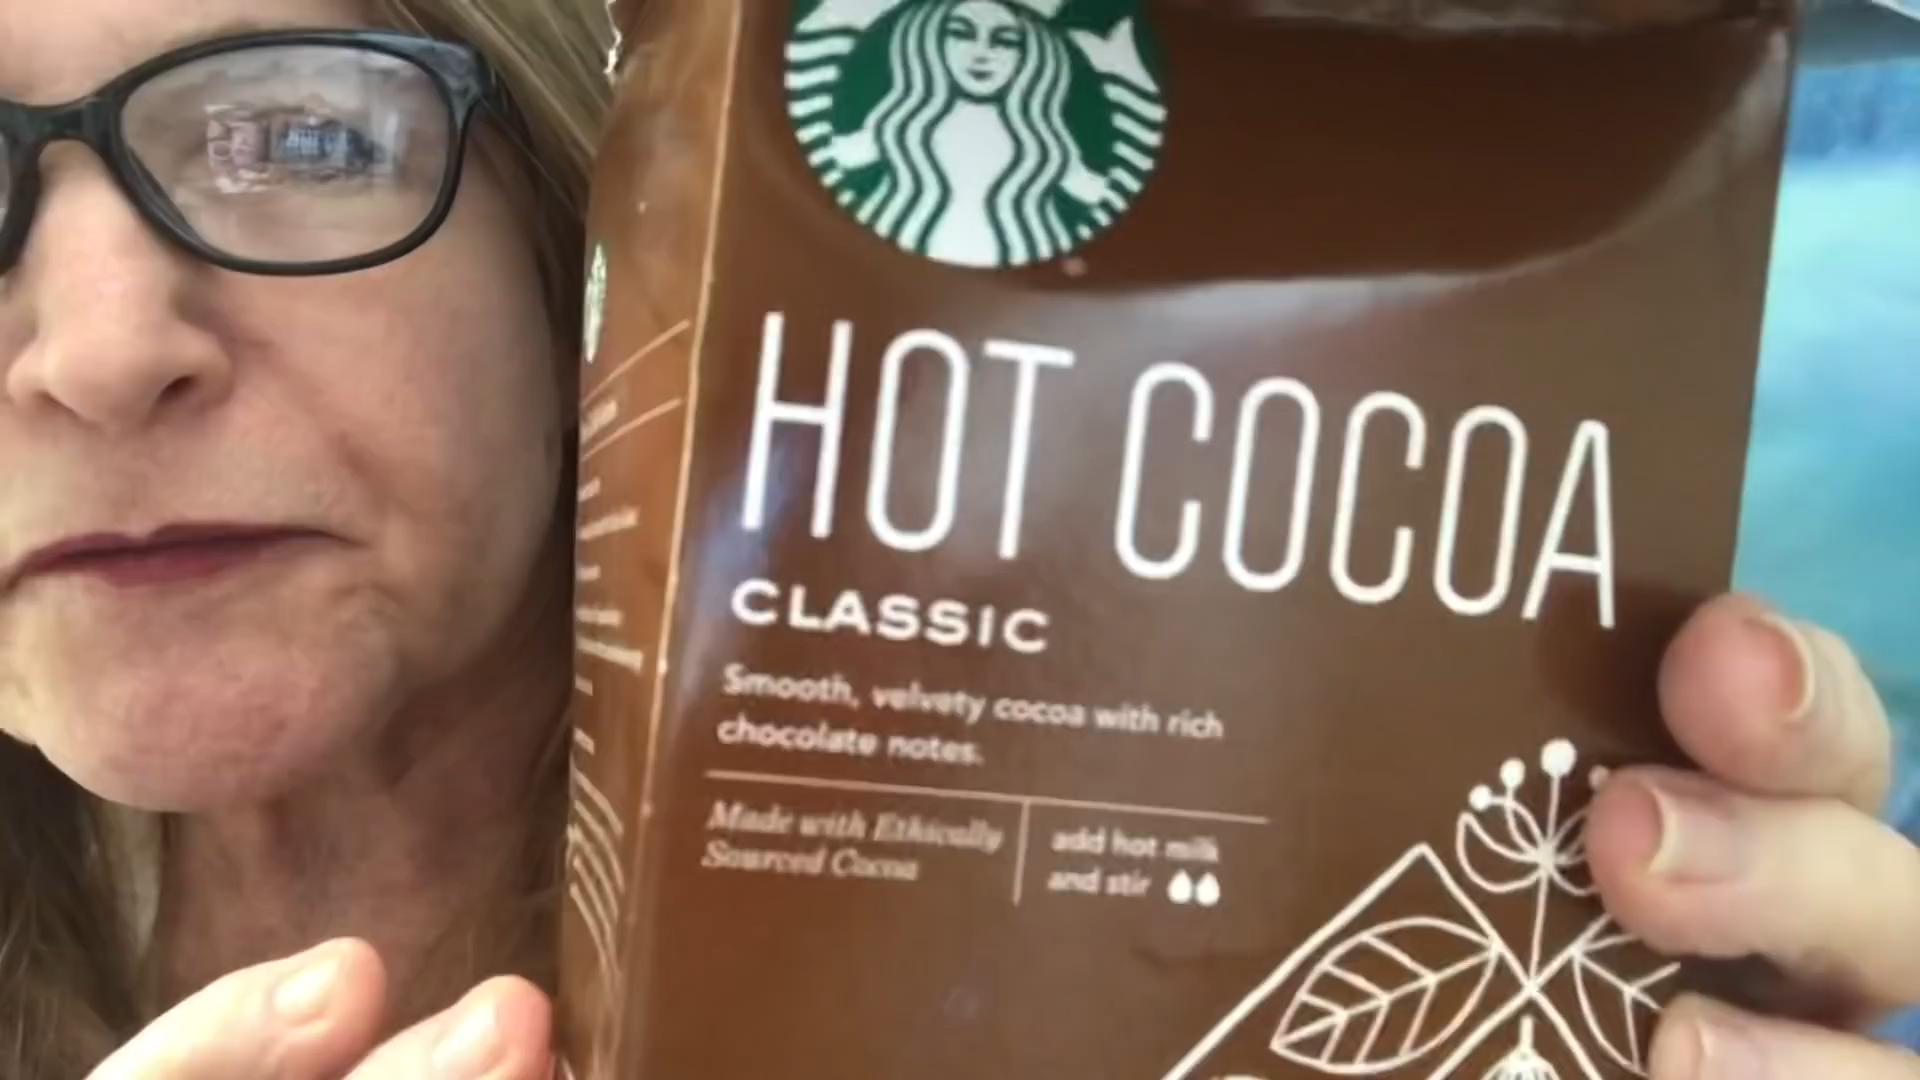 HOT COCOA
CLASSIC
Smooth, velvety cocoa with rich
chocolate notes.
Made with Ethically
Sourced Cocoa
add hot milk
and stir